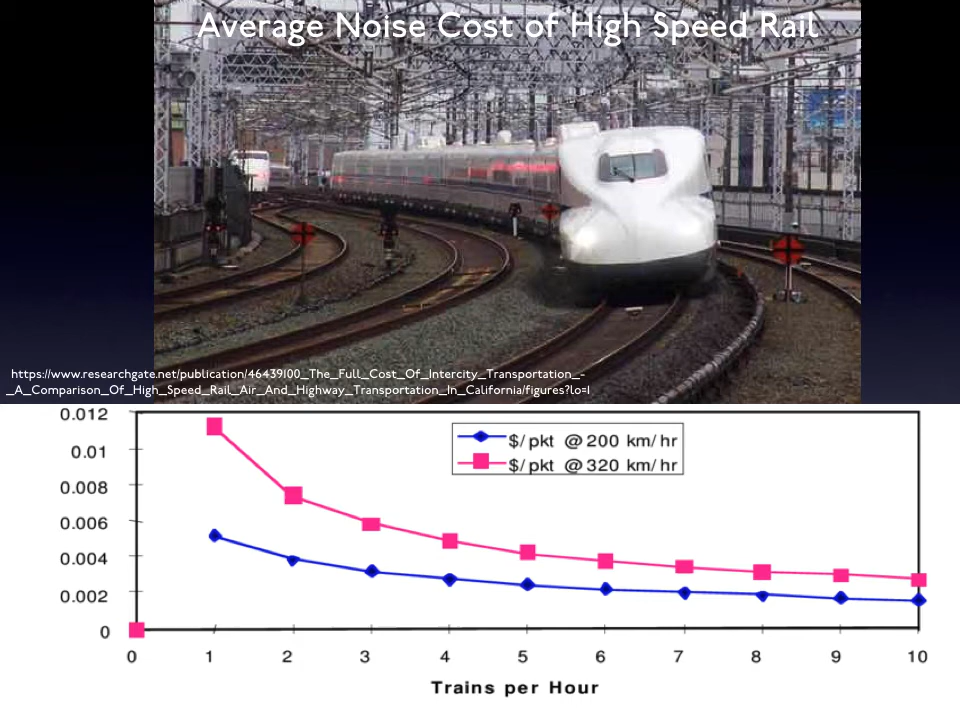 Average Noise Cost of High Speed Rail
https://www.researchgate.net/publication/46439100_The_Full_Cost_Of_Intercity_Transportation_-
_A_Comparison_Of_High_Speed_Rail_Air_And_Highway_Transportation_In_California/figures?lo=1
0.012
0.01
0.008
0.006
0.004
0.002
0
$/pkt @200 km/hr
$/pkt @320 km/hr
0 1 2 3 4 5 6 7 8 9 10
Trains per Hour